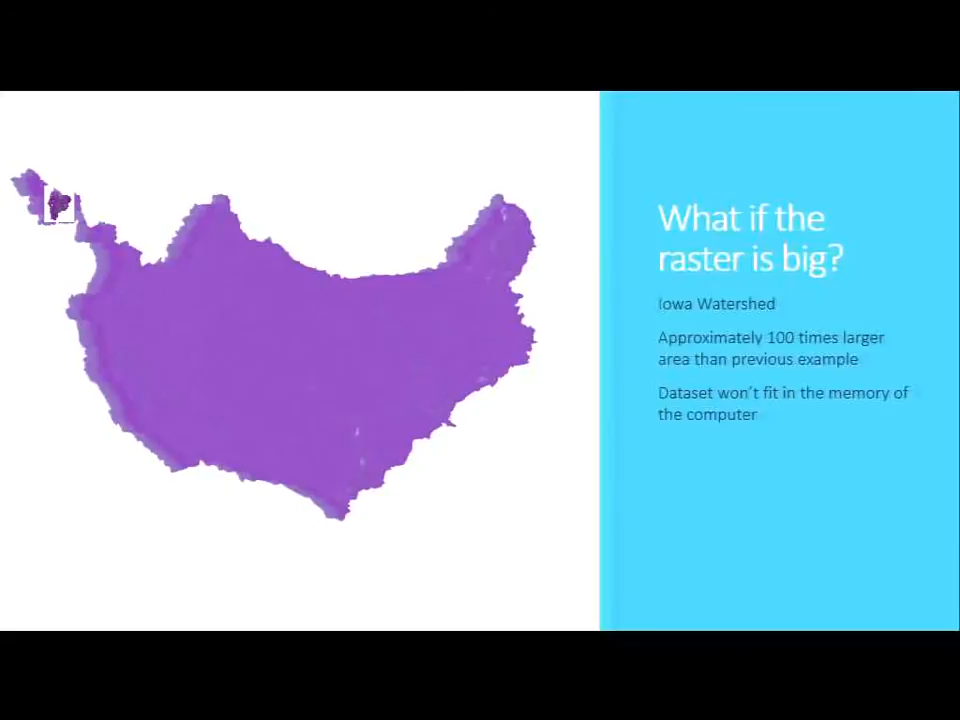 What if the
raster is big?
Iowa Watershed
Approximately 100 times larger
area than previous example
Dataset won't fit in the memory of
the computer